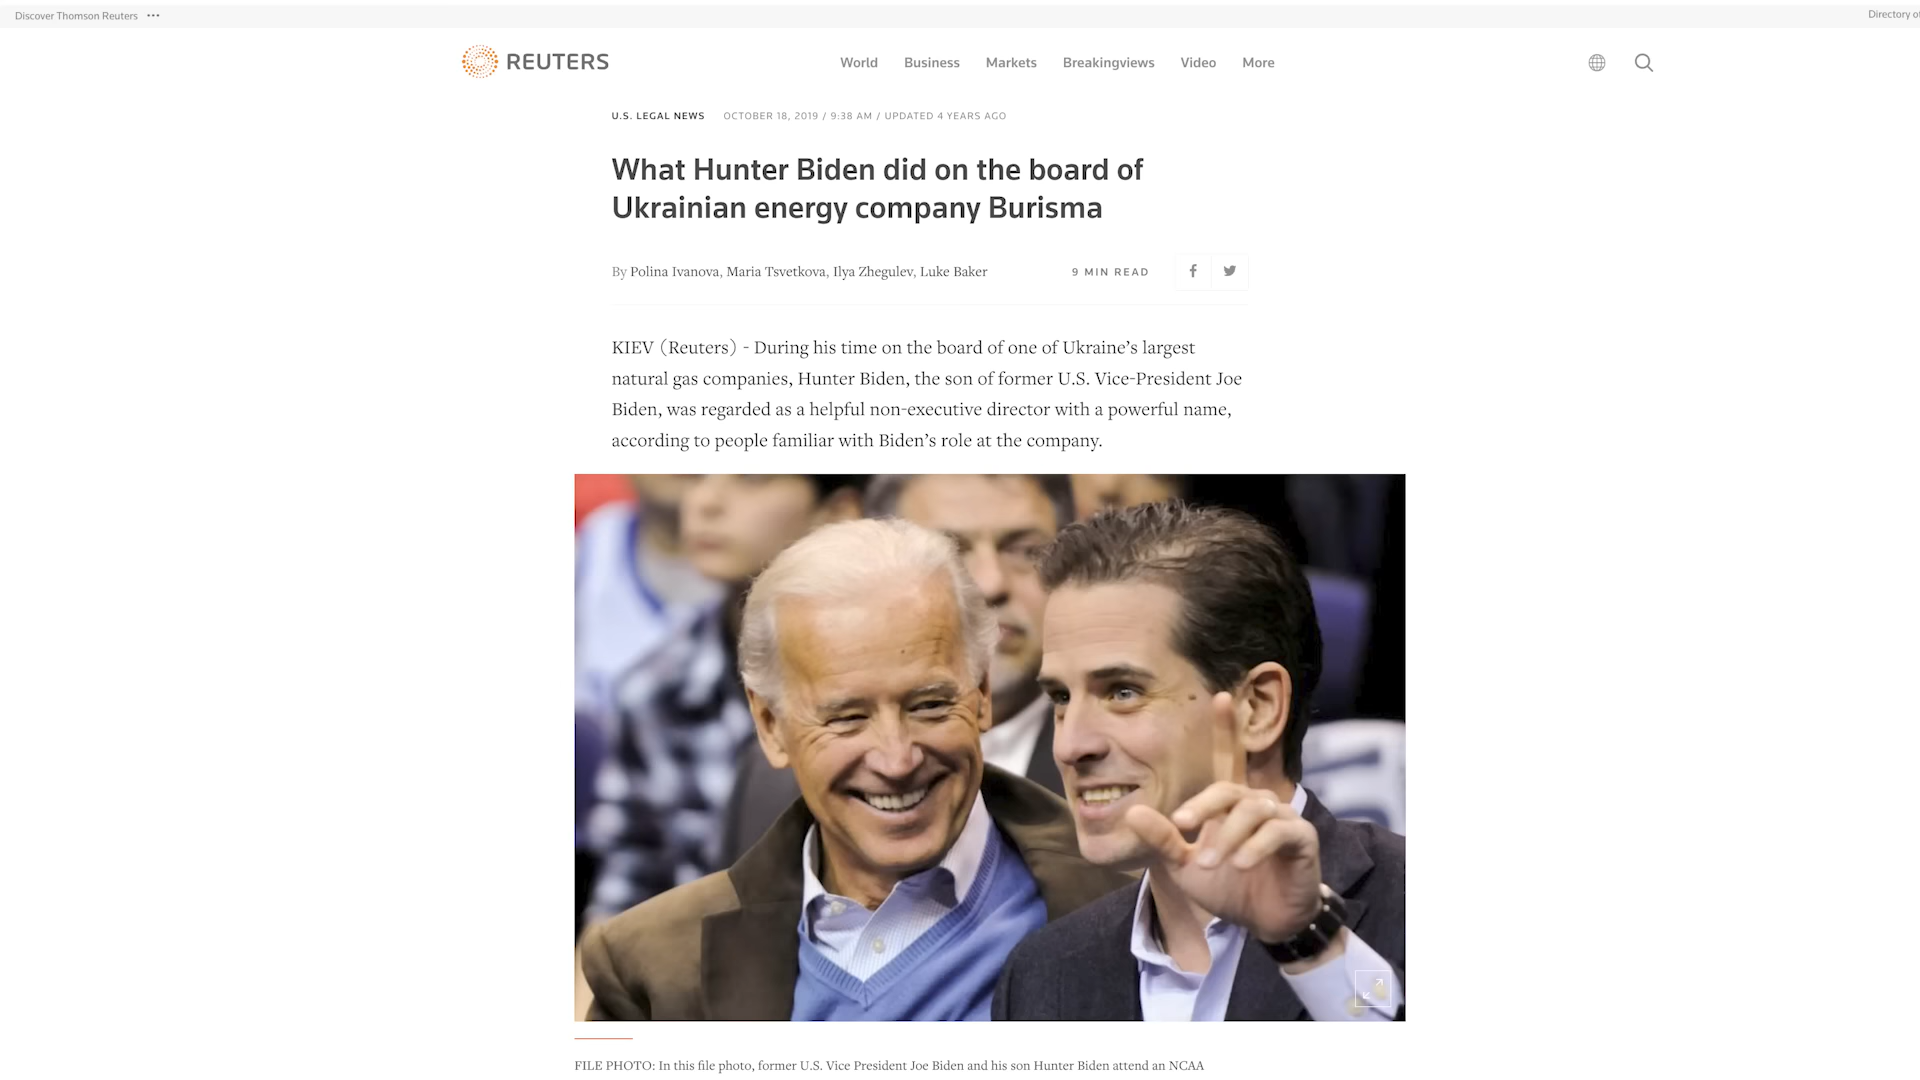 Discover Thomson Reuters ···
Directory of
REUTERS
World Business Markets Breakingviews Video More
U.S. LEGAL NEWS OCTOBER 18, 2019 / 9:38 AM / UPDATED 4 YEARS AGO
What Hunter Biden did on the board of
Ukrainian energy company Burisma
By Polina Ivanova, Maria Tsvetkova, Ilya Zhegulev, Luke Baker 9 MIN READ
KIEV (Reuters) - During his time on the board of one of Ukraine’s largest
natural gas companies, Hunter Biden, the son of former U.S. Vice-President Joe
Biden, was regarded as a helpful non-executive director with a powerful name,
according to people familiar with Biden’s role at the company.
FILE PHOTO: In this file photo, former U.S. Vice President Joe Biden and his son Hunter Biden attend an NCAA